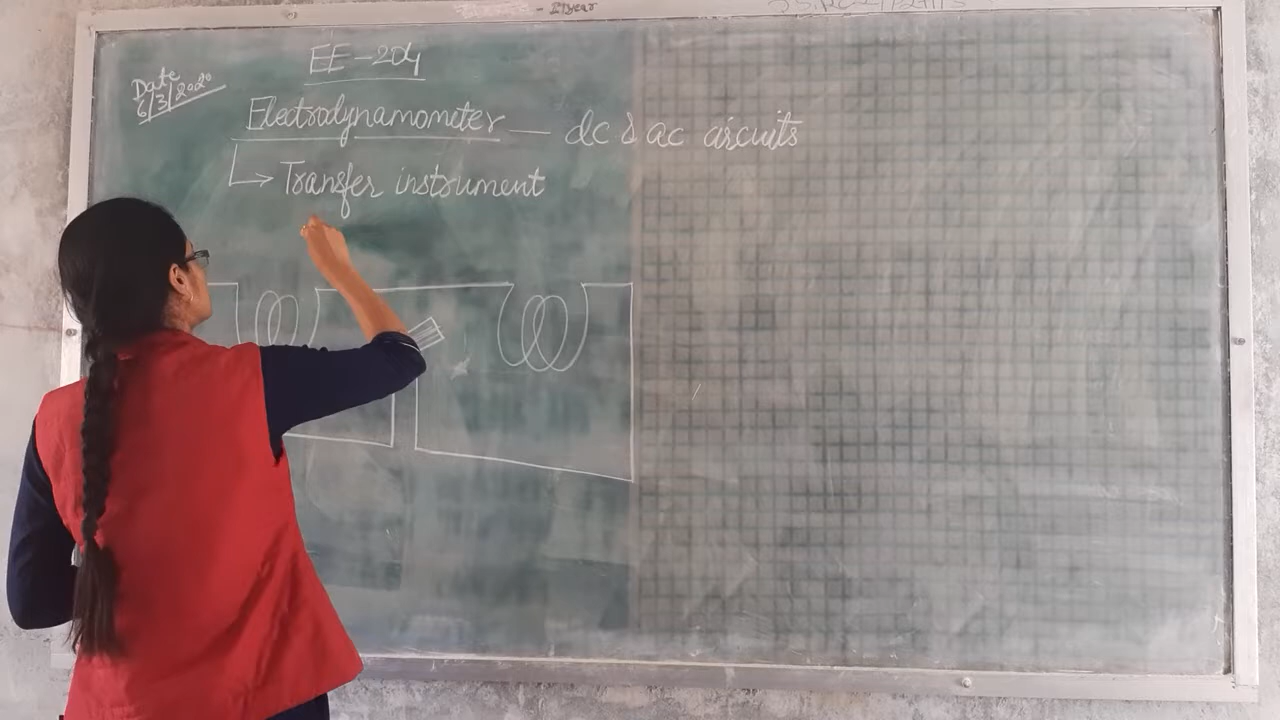 EE-204
Date
6/3/2020
Electrodynamometer — dc & ac circuits
↳ Transfer instrument